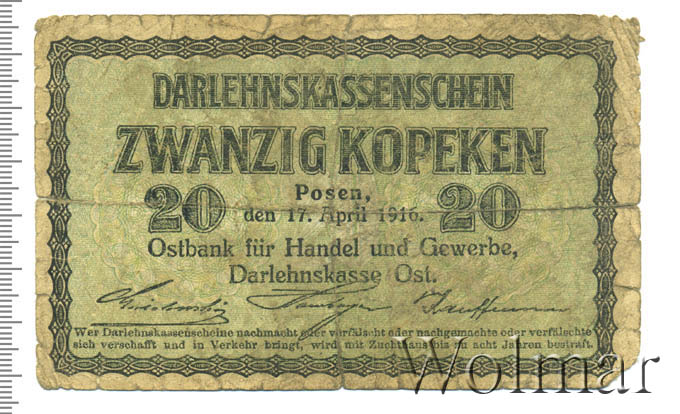 DARLEHNSKASSENSCHEIN
ZWANZIG KOPEKEN
20 Posen, 20
den 17. April 1916.
Ostbank für Handel und Gewerbe,
Darlehnskasse Ost.
Kauffmann
Wer Darlehnskassenscheine nachmacht oder verfälscht oder nachgemachte oder verfälschte
sich verschafft und in Verkehr bringt, wird mit Zuchthaus bis zu acht Jahren bestraft.
Wolmar